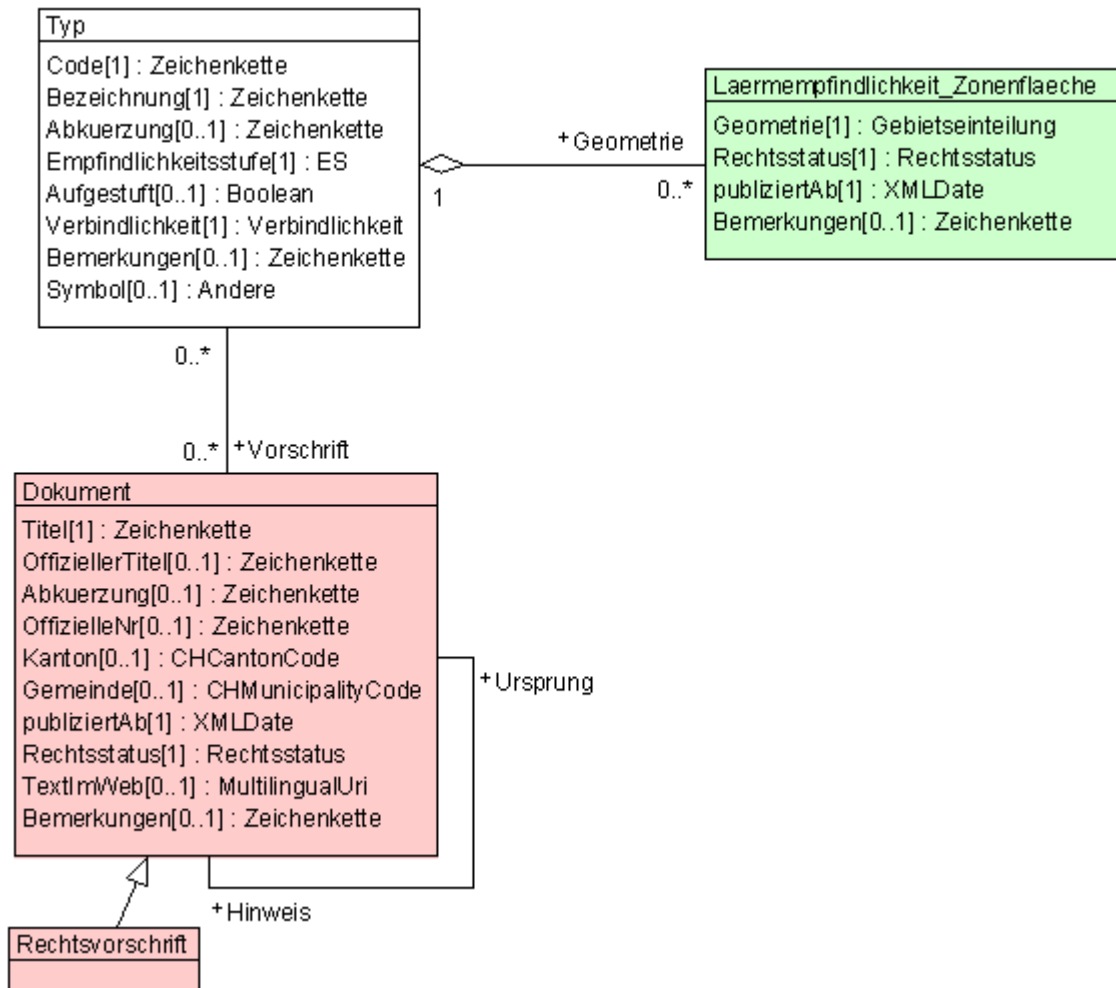 Typ
Code[1] : Zeichenkette
Bezeichnung[1] : Zeichenkette
Abkuerzung[0..1] : Zeichenkette
Empfindlichkeitsstufe[1] : ES
Aufgestuft[0..1] : Boolean
Verbindlichkeit[1] : Verbindlichkeit
Bemerkungen[0..1] : Zeichenkette
Symbol[0..1] : Andere
1
+Geometrie
0..*
Laermempfindlichkeit_Zonenflaeche
Geometrie[1] : Gebietseinteilung
Rechtsstatus[1] : Rechtsstatus
publiziertAb[1] : XMLDate
Bemerkungen[0..1] : Zeichenkette
0..*
0..* +Vorschrift
Dokument
Titel[1] : Zeichenkette
OffiziellerTitel[0..1] : Zeichenkette
Abkuerzung[0..1] : Zeichenkette
OffizielleNr[0..1] : Zeichenkette
Kanton[0..1] : CHCantonCode
Gemeinde[0..1] : CHMunicipalityCode
publiziertAb[1] : XMLDate
Rechtsstatus[1] : Rechtsstatus
TextImWeb[0..1] : MultilingualUri
Bemerkungen[0..1] : Zeichenkette
+Ursprung
+Hinweis
Rechtsvorschrift